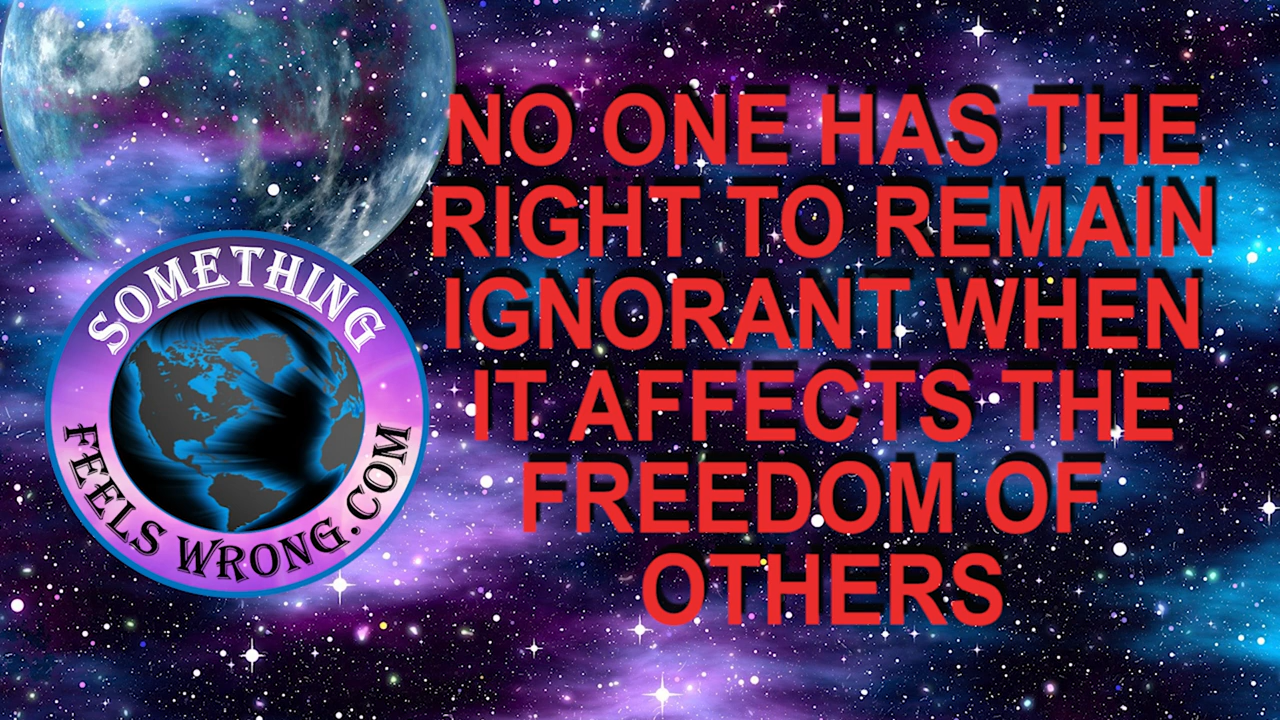 NO ONE HAS THE
RIGHT TO REMAIN
IGNORANT WHEN
IT AFFECTS THE
FREEDOM OF
OTHERS
SOMETHING
FEELS WRONG.COM